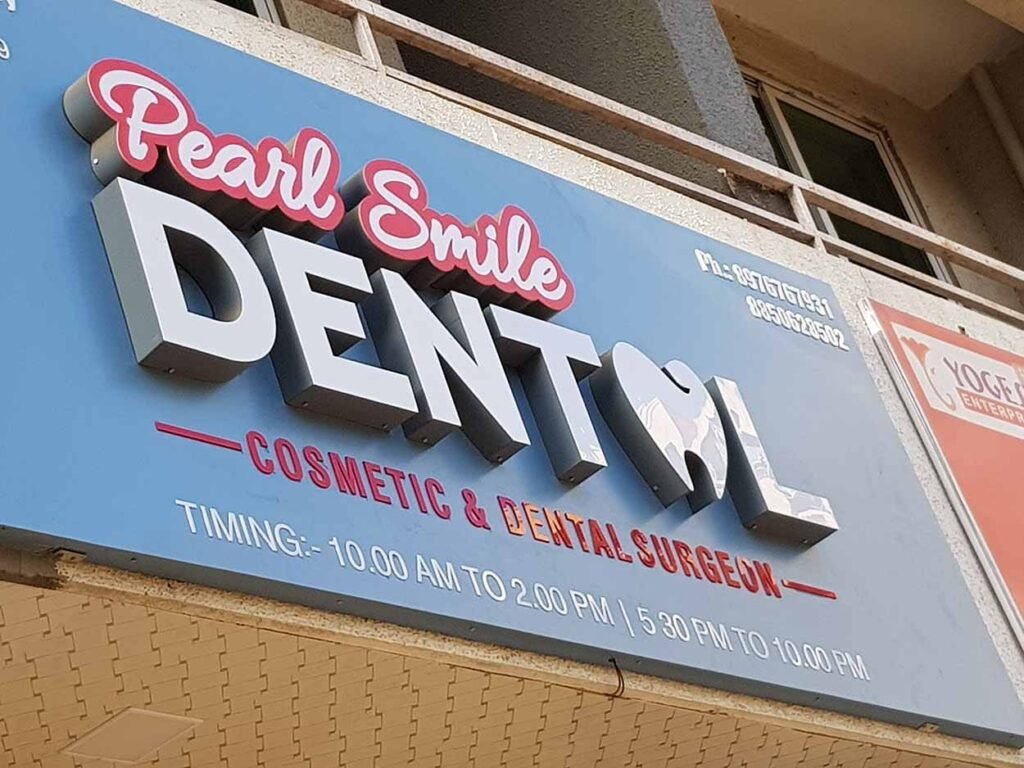 Pearl Smile
DENTAL
Ph.: 8976767931
8850628502
COSMETIC & DENTAL SURGEON
TIMING:- 10.00 AM TO 2.00 PM | 5 30 PM TO 10.00 PM